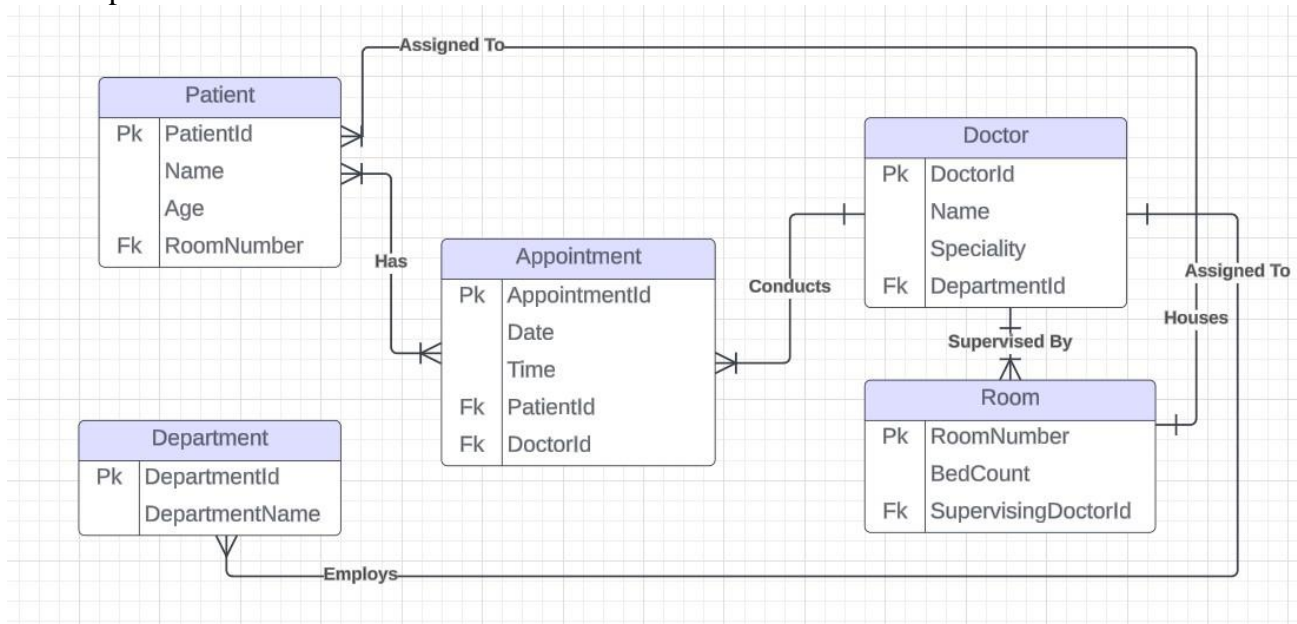 Assigned To
Patient
Pk PatientId
Name
Age
Fk RoomNumber
Has
Appointment
Pk AppointmentId
Date
Time
Fk PatientId
Fk DoctorId
Conducts
Doctor
Pk DoctorId
Name
Speciality
Fk DepartmentId
Assigned To
Houses
Supervised By
Room
Pk RoomNumber
BedCount
Fk SupervisingDoctorId
Department
Pk DepartmentId
DepartmentName
Employs